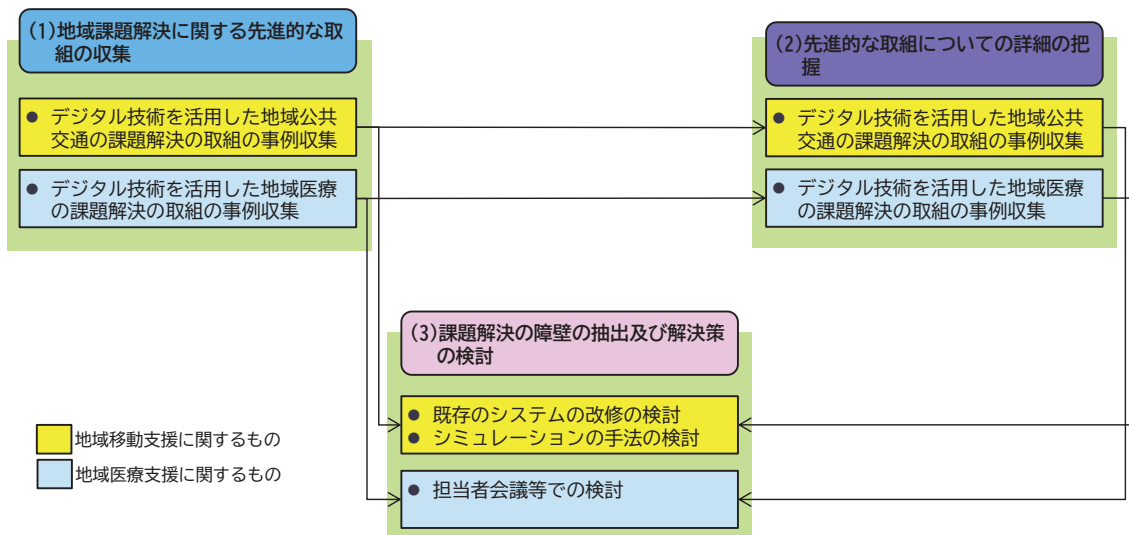 (1)地域課題解決に関する先進的な取
組の収集
● デジタル技術を活用した地域公共
交通の課題解決の取組の事例収集
● デジタル技術を活用した地域医療
の課題解決の取組の事例収集
(2)先進的な取組についての詳細の把
握
● デジタル技術を活用した地域公共
交通の課題解決の取組の事例収集
● デジタル技術を活用した地域医療
の課題解決の取組の事例収集
(3)課題解決の障壁の抽出及び解決策
の検討
● 既存のシステムの改修の検討
● シミュレーションの手法の検討
● 担当者会議等での検討
地域移動支援に関するもの
地域医療支援に関するもの